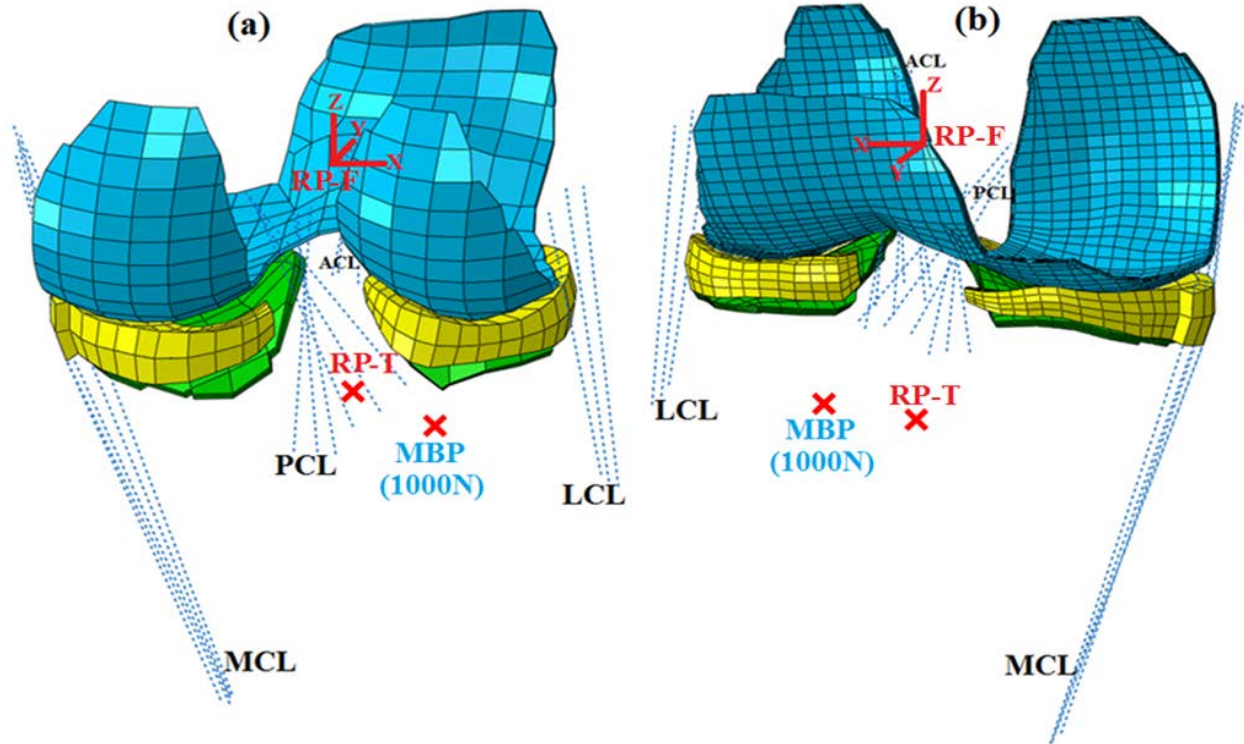 (a)
Z
Y
X
RP-F
ACL
RP-T
MBP
(1000N)
PCL
LCL
MCL
(b)
ACL
Z
RP-F
X
Y
PCL
LCL
RP-T
MBP
(1000N)
MCL